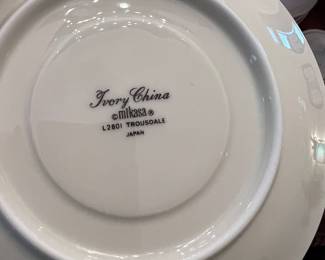 Ivory China
©mikasa®
L2801 TROUSDALE
JAPAN